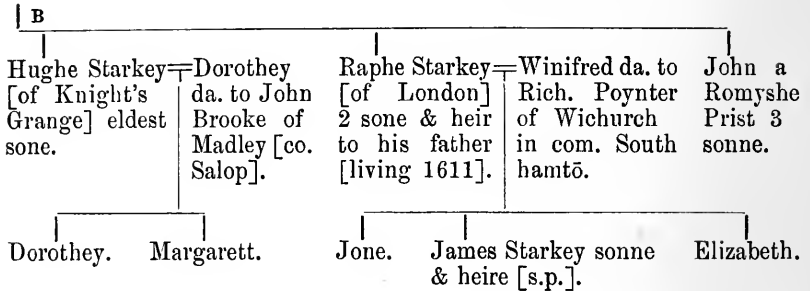 B
Hughe Starkey
[of Knight's
Grange] eldest
sone.
Dorothey
da. to John
Brooke of
Madley [co.
Salop].
Raphe Starkey
[of London]
2 sone & heir
to his father
[living 1611].
Winifred da. to
Rich. Poynter
of Wichurch
in com. South
hamtō.
John a
Romyshe
Prist 3
sonne.
Dorothey. Margarett.
Jone. James Starkey sonne
& heire [s.p.].
Elizabeth.